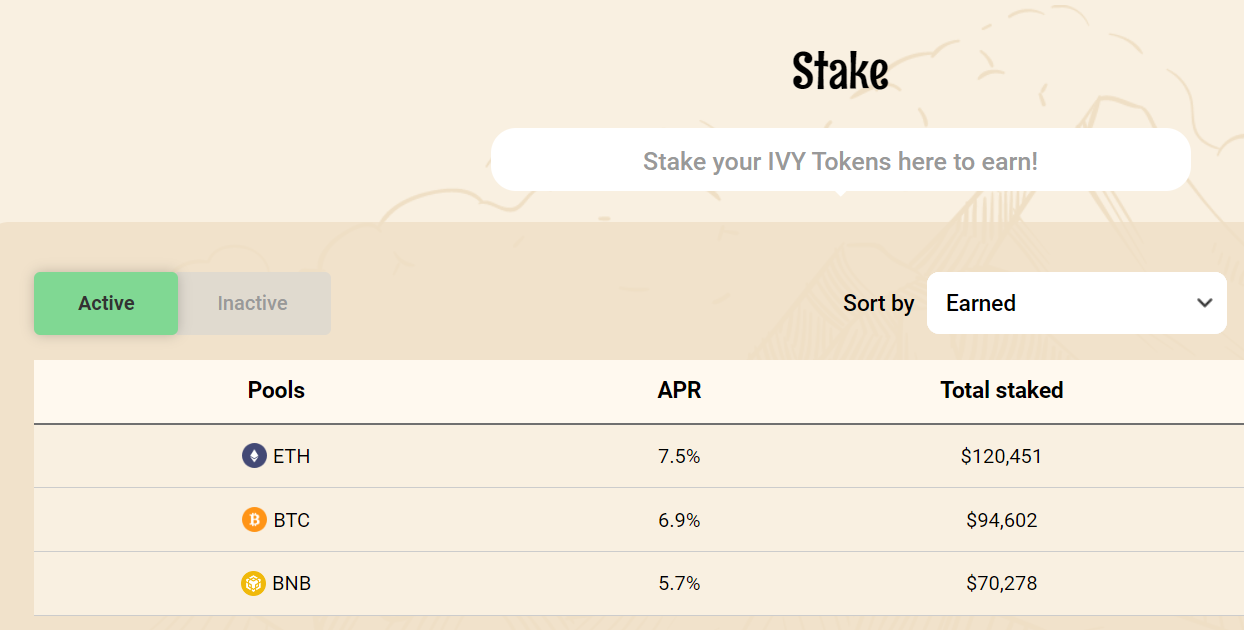 Stake
Stake your IVY Tokens here to earn!
Active Inactive Sort by Earned
Pools APR Total staked
ETH 7.5% $120,451
BTC 6.9% $94,602
BNB 5.7% $70,278